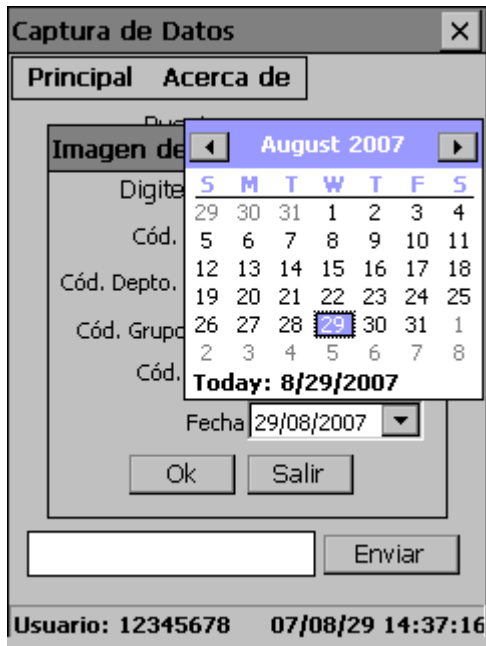 Captura de Datos
Principal Acerca de
Imagen de
August 2007
Digite
S M T W T F S
29 30 31 1 2 3 4
Cód.
5 6 7 8 9 10 11
12 13 14 15 16 17 18
Cód. Depto.
19 20 21 22 23 24 25
Cód. Grupo
26 27 28 29 30 31 1
2 3 4 5 6 7 8
Cód.
Today: 8/29/2007
Fecha 29/08/2007
Ok Salir
Enviar
Usuario: 12345678 07/08/29 14:37:16